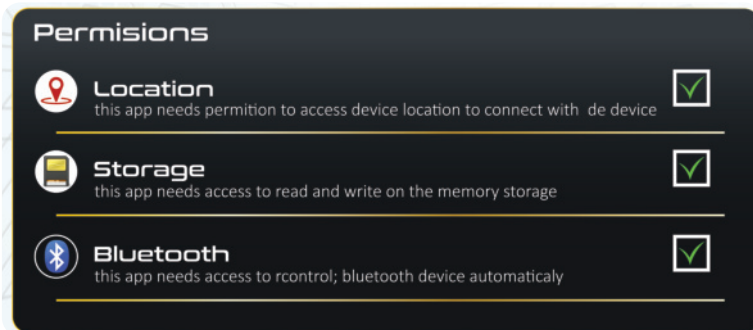 Permisions
Location
this app needs permition to access device location to connect with de device
Storage
this app needs access to read and write on the memory storage
Bluetooth
this app needs access to rcontrol; bluetooth device automaticaly